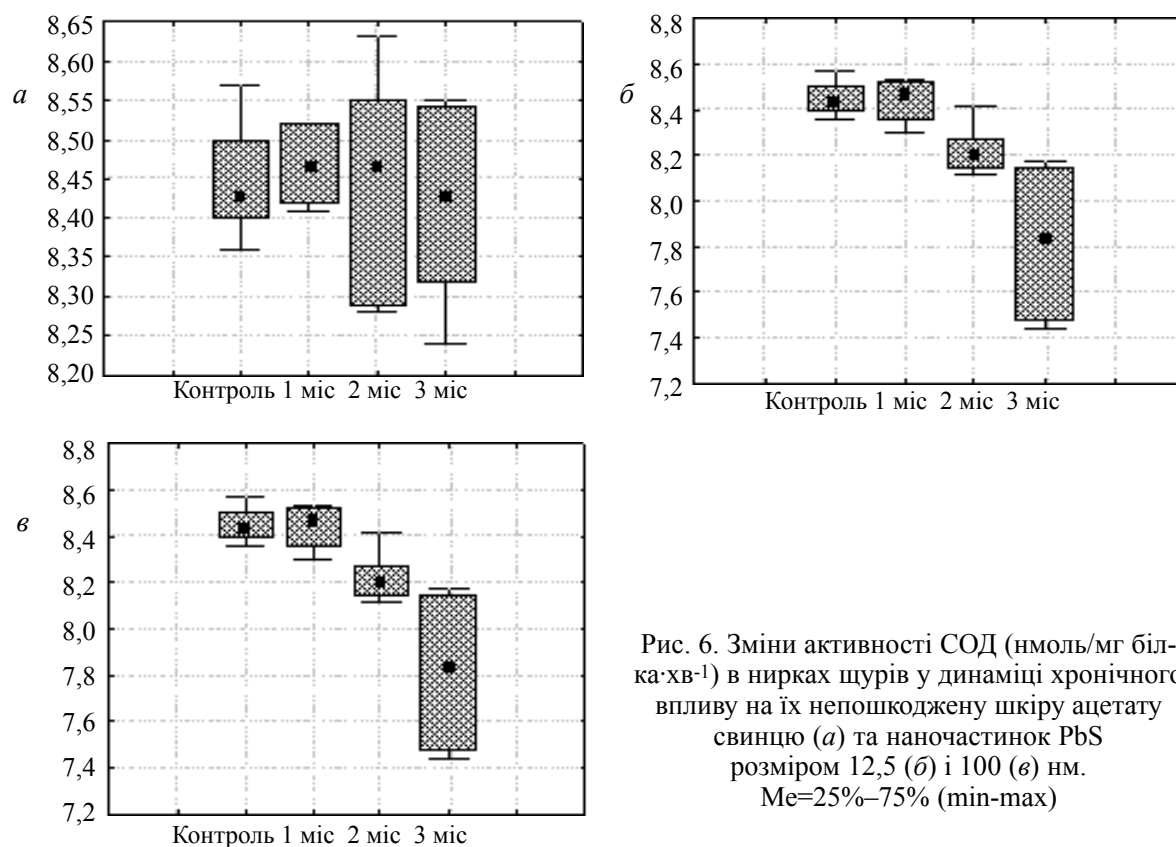 а
8,65
8,60
8,55
8,50
8,45
8,40
8,35
8,30
8,25
8,20
Контроль 1 міс 2 міс 3 міс
б
8,8
8,6
8,4
8,2
8,0
7,8
7,6
7,4
7,2
Контроль 1 міс 2 міс 3 міс
в
8,8
8,6
8,4
8,2
8,0
7,8
7,6
7,4
7,2
Контроль 1 міс 2 міс 3 міс
Рис. 6. Зміни активності СОД (нмоль/мг біл-
ка·хв-1) в нирках щурів у динаміці хронічного
впливу на їх непошкоджену шкіру ацетату
свинцю (а) та наночастинок PbS
розміром 12,5 (б) і 100 (в) нм.
Ме=25%–75% (min-max)